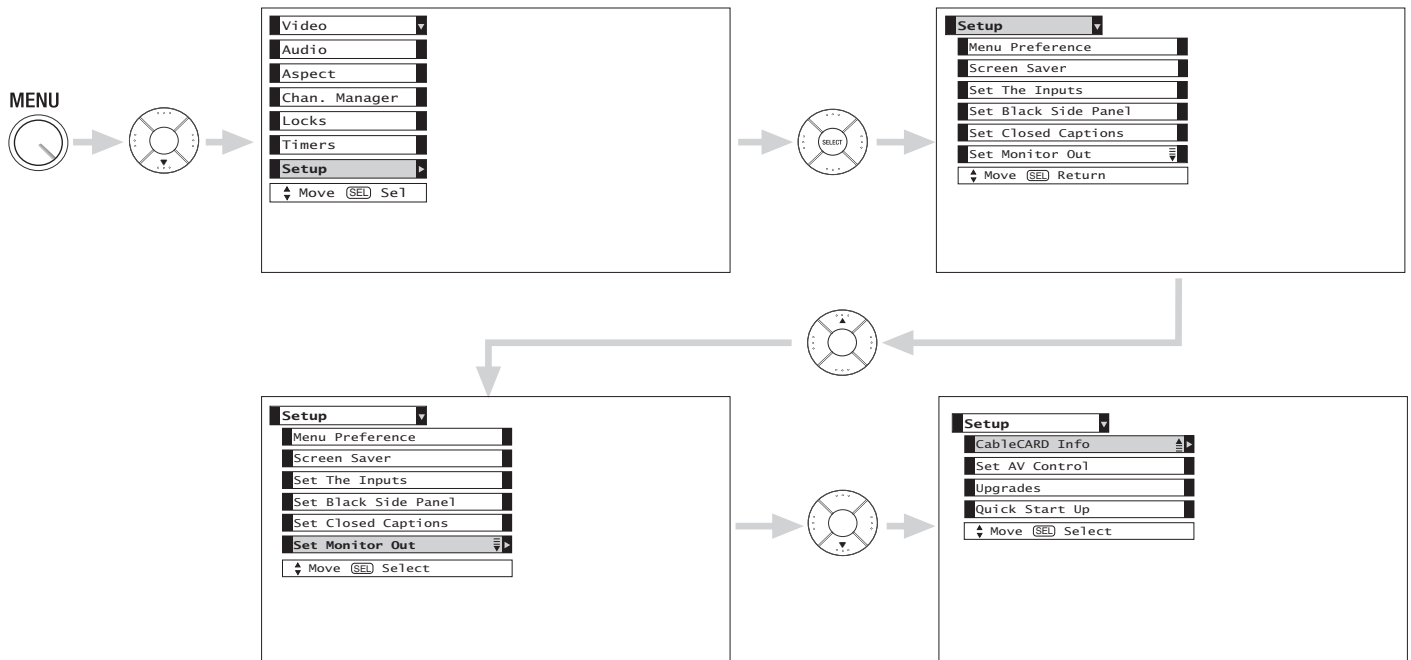 MENU
Video
Audio
Aspect
Chan. Manager
Locks
Timers
Setup
Move SEL Sel
SELECT
Setup
Menu Preference
Screen Saver
Set The Inputs
Set Black Side Panel
Set Closed Captions
Set Monitor Out
Move SEL Return
Setup
Menu Preference
Screen Saver
Set The Inputs
Set Black Side Panel
Set Closed Captions
Set Monitor Out
Move SEL Select
Setup
CableCARD Info
Set AV Control
Upgrades
Quick Start Up
Move SEL Select